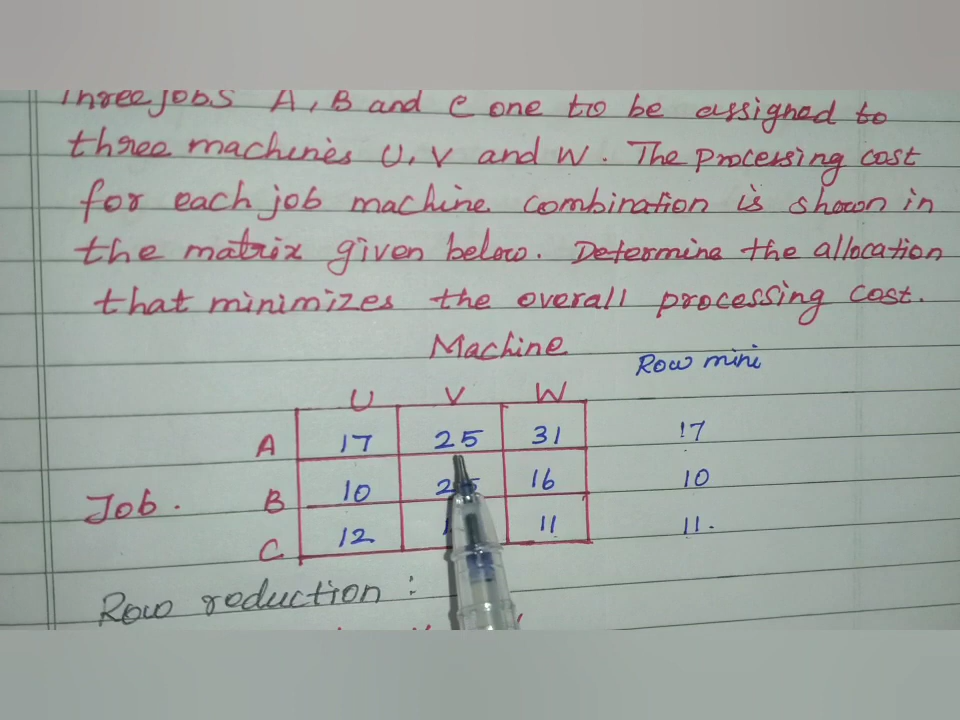 Three jobs A, B and C one to be assigned to
three machines U, V and W. The processing cost
for each job machine combination is shown in
the matrix given below. Determine the allocation
that minimizes the overall processing cost.
Machine
Row mini
U V W
A 17 25 31 17
Job. B 10 16 10
C 12 11 11.
Row reduction :